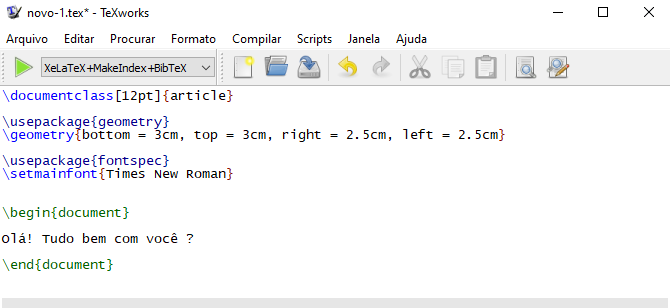 novo-1.tex* - TeXworks
Arquivo Editar Procurar Formato Compilar Scripts Janela Ajuda
XeLaTeX+MakeIndex+BibTeX
\documentclass[12pt]{article}
\usepackage{geometry}
\geometry{bottom = 3cm, top = 3cm, right = 2.5cm, left = 2.5cm}
\usepackage{fontspec}
\setmainfont{Times New Roman}
\begin{document}
Olá! Tudo bem com você ?
\end{document}